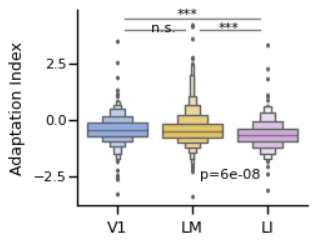 ***
n.s.
***
Adaptation Index
2.5
0.0
−2.5
p=6e-08
V1
LM
LI